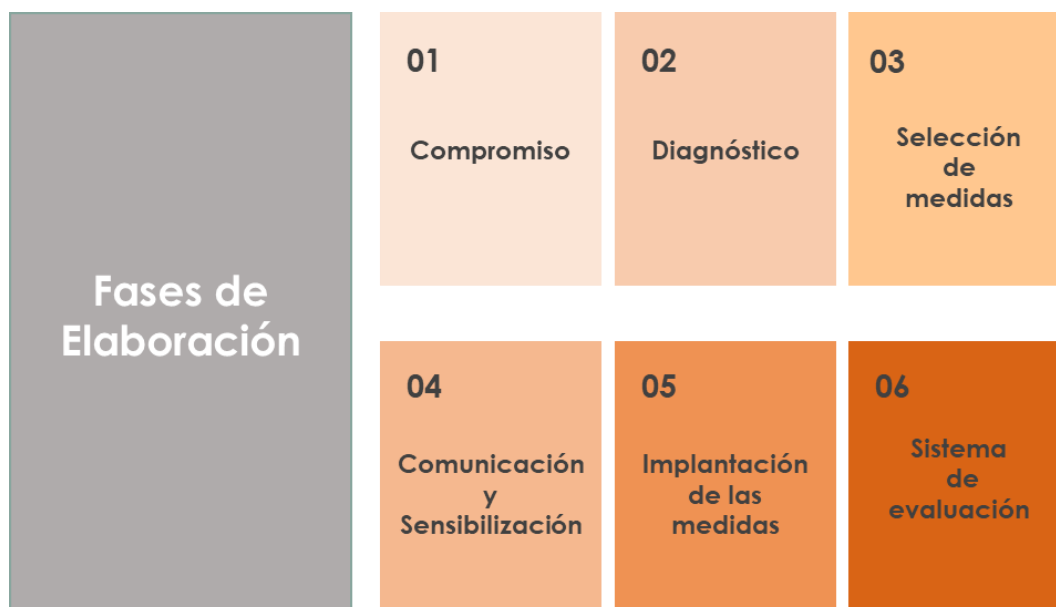 Fases de
Elaboración
01
Compromiso
02
Diagnóstico
03
Selección
de
medidas
04
Comunicación
y
Sensibilización
05
Implantación
de las
medidas
06
Sistema
de
evaluación